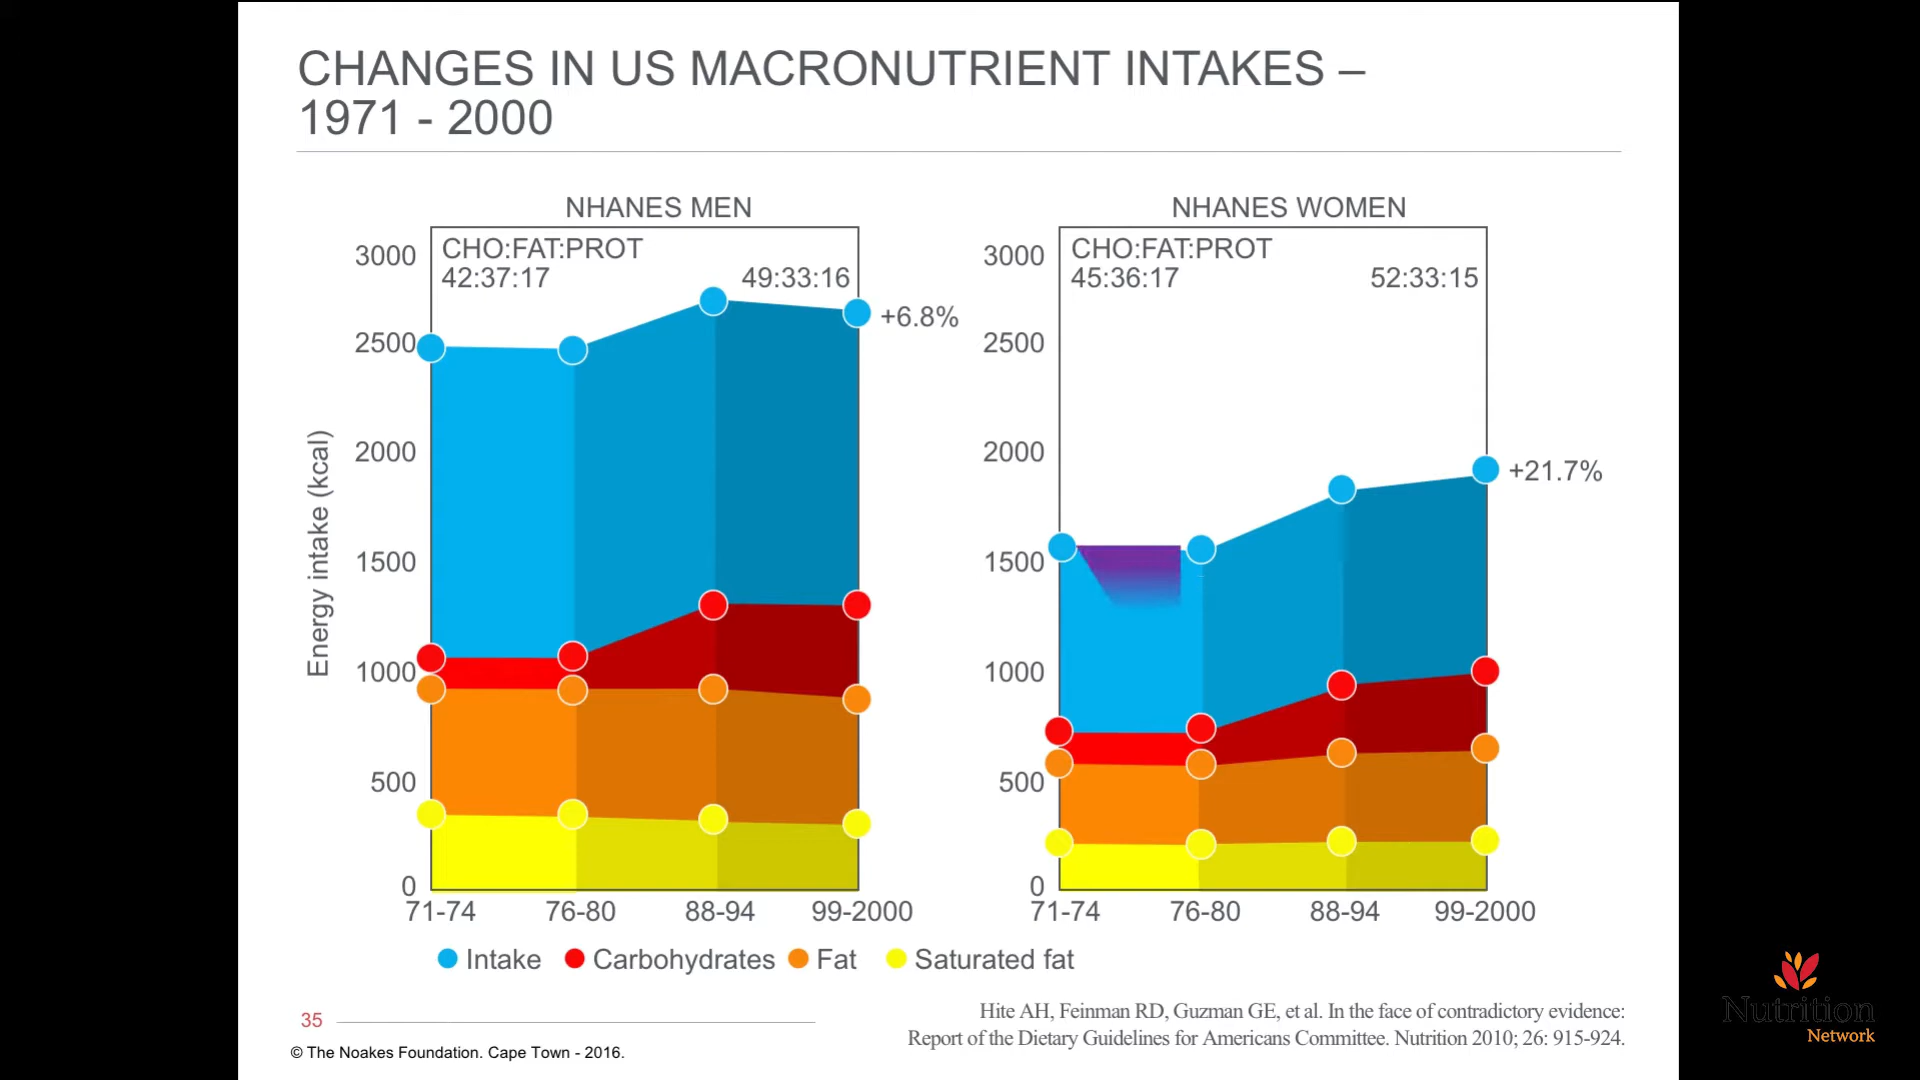 CHANGES IN US MACRONUTRIENT INTAKES –
1971 - 2000
NHANES MEN
CHO:FAT:PROT
42:37:17
49:33:16
+6.8%
Energy intake (kcal)
3000
2500
2000
1500
1000
500
0
71-74
76-80
88-94
99-2000
NHANES WOMEN
CHO:FAT:PROT
45:36:17
52:33:15
+21.7%
3000
2500
2000
1500
1000
500
0
71-74
76-80
88-94
99-2000
Intake
Carbohydrates
Fat
Saturated fat
35
© The Noakes Foundation. Cape Town - 2016.
Hite AH, Feinman RD, Guzman GE, et al. In the face of contradictory evidence:
Report of the Dietary Guidelines for Americans Committee. Nutrition 2010; 26: 915-924.
Nutrition
Network